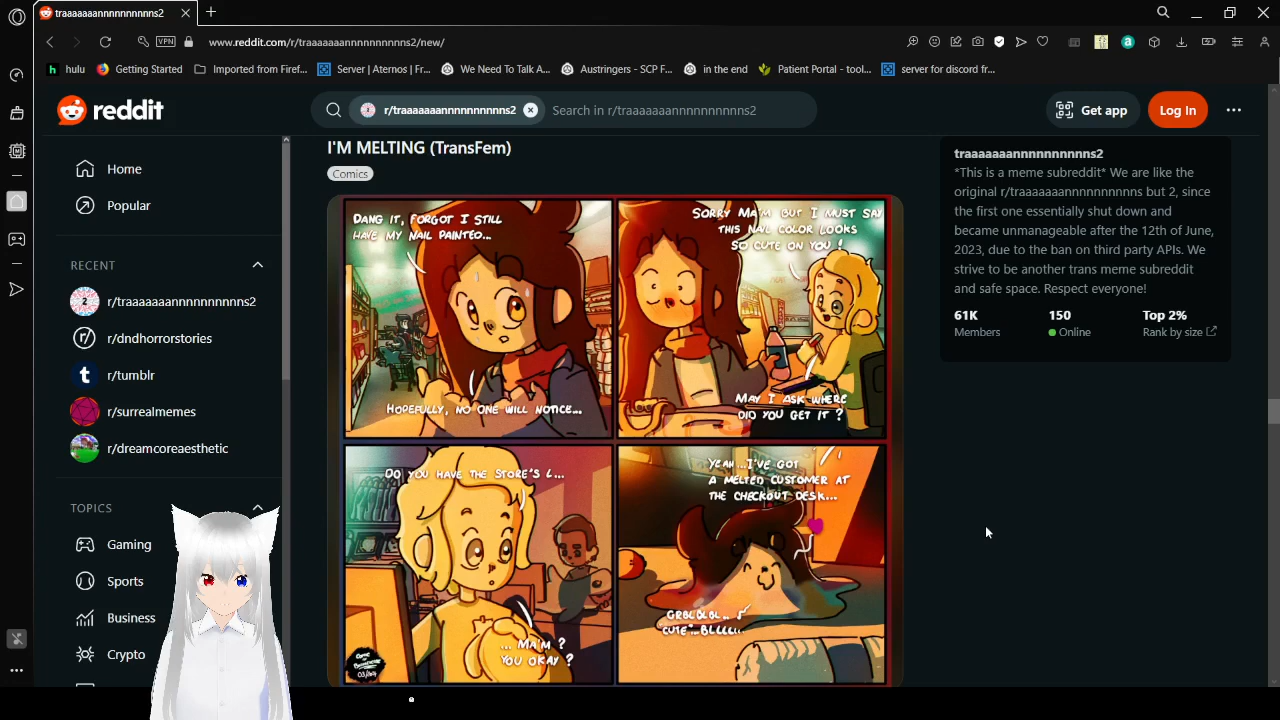 traaaaaaannnnnnnnnns2
VPN
www.reddit.com/r/traaaaaaannnnnnnnnns2/new/
hulu
Getting Started
Imported from Firef...
Server | Aternos | Fr...
We Need To Talk A...
Austringers - SCP F...
in the end
Patient Portal - tool...
server for discord fr...
reddit
r/traaaaaaannnnnnnnnns2
Search in r/traaaaaaannnnnnnnnns2
Get app
Log In
Home
Popular
RECENT
r/traaaaaaannnnnnnnnns2
r/dndhorrorstories
r/tumblr
r/surrealmemes
r/dreamcoreaesthetic
TOPICS
Gaming
Sports
Business
Crypto
I'M MELTING (TransFem)
Comics
DANG IT, FORGOT I STILL
HAVE MY NAIL PAINTED...
HOPEFULLY, NO ONE WILL NOTICE...
SORRY MA'M BUT I MUST SAY
THIS NAIL COLOR LOOKS
SO CUTE ON YOU !
MAY I ASK WHERE
DID YOU GET IT ?
DO YOU HAVE THE STORE'S L...
... MA'M ?
YOU OKAY ?
YEAH ...I'VE GOT
A MELTED CUSTOMER AT
THE CHECKOUT DESK...
CUTE
traaaaaaannnnnnnnnns2
*This is a meme subreddit* We are like the
original r/traaaaaaannnnnnnnnns but 2, since
the first one essentially shut down and
became unmanageable after the 12th of June,
2023, due to the ban on third party APIs. We
strive to be another trans meme subreddit
and safe space. Respect everyone!
61K
Members
150
Online
Top 2%
Rank by size